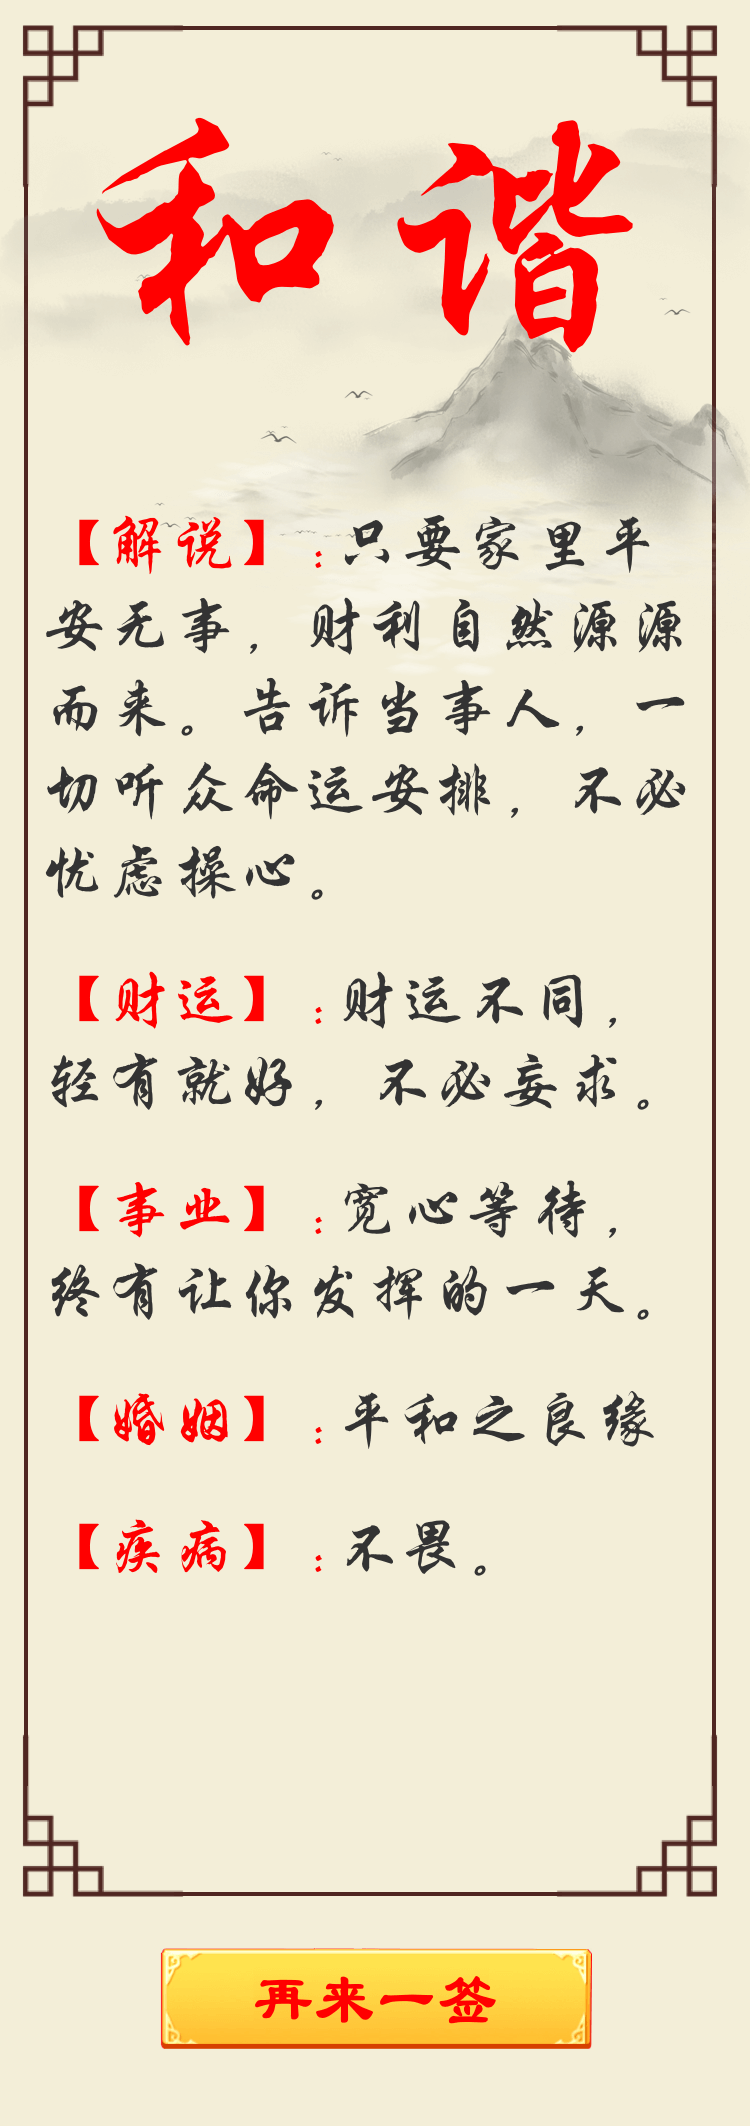 和谐
【解说】:只要家里平
安无事，财利自然源源
而来。告诉当事人，一
切听众命运安排，不必
忧虑操心。
【财运】:财运不同，
轻有就好，不必妄求。
【事业】:宽心等待，
终有让你发挥的一天。
【婚姻】:平和之良缘
【疾病】:不畏。
再来一签